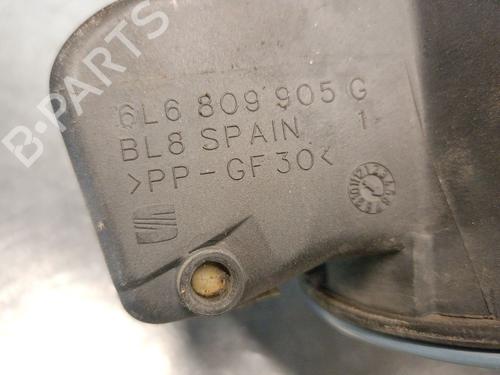 B-PARTS
6L6 809 905 G
BL8 SPAIN 1
>PP-GF30<